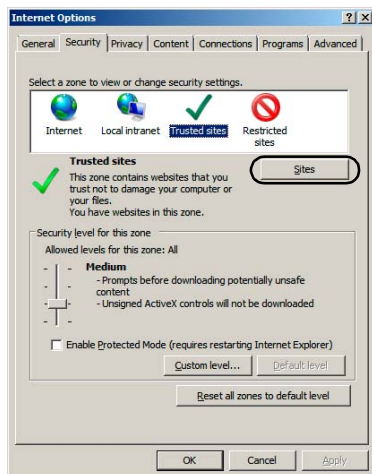 Internet Options
? X
General Security Privacy Content Connections Programs Advanced
Select a zone to view or change security settings.
Internet Local intranet Trusted sites Restricted sites
Trusted sites
Sites
This zone contains websites that you
trust not to damage your computer or
your files.
You have websites in this zone.
Security level for this zone
Allowed levels for this zone: All
Medium
- Prompts before downloading potentially unsafe
content
- Unsigned ActiveX controls will not be downloaded
Enable Protected Mode (requires restarting Internet Explorer)
Custom level... Default level
Reset all zones to default level
OK Cancel Apply